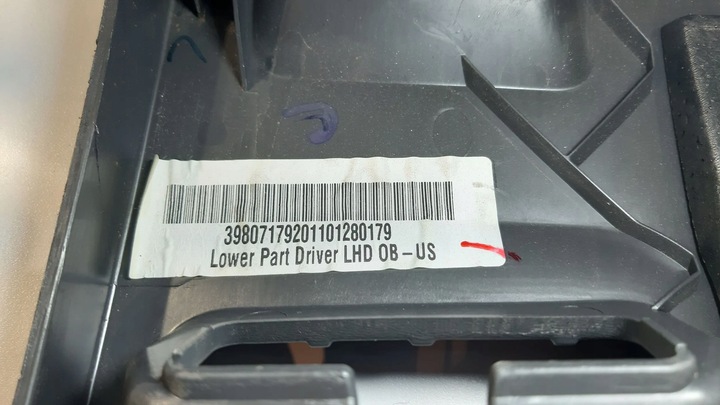 39807179201101280179
Lower Part Driver LHD OB – US